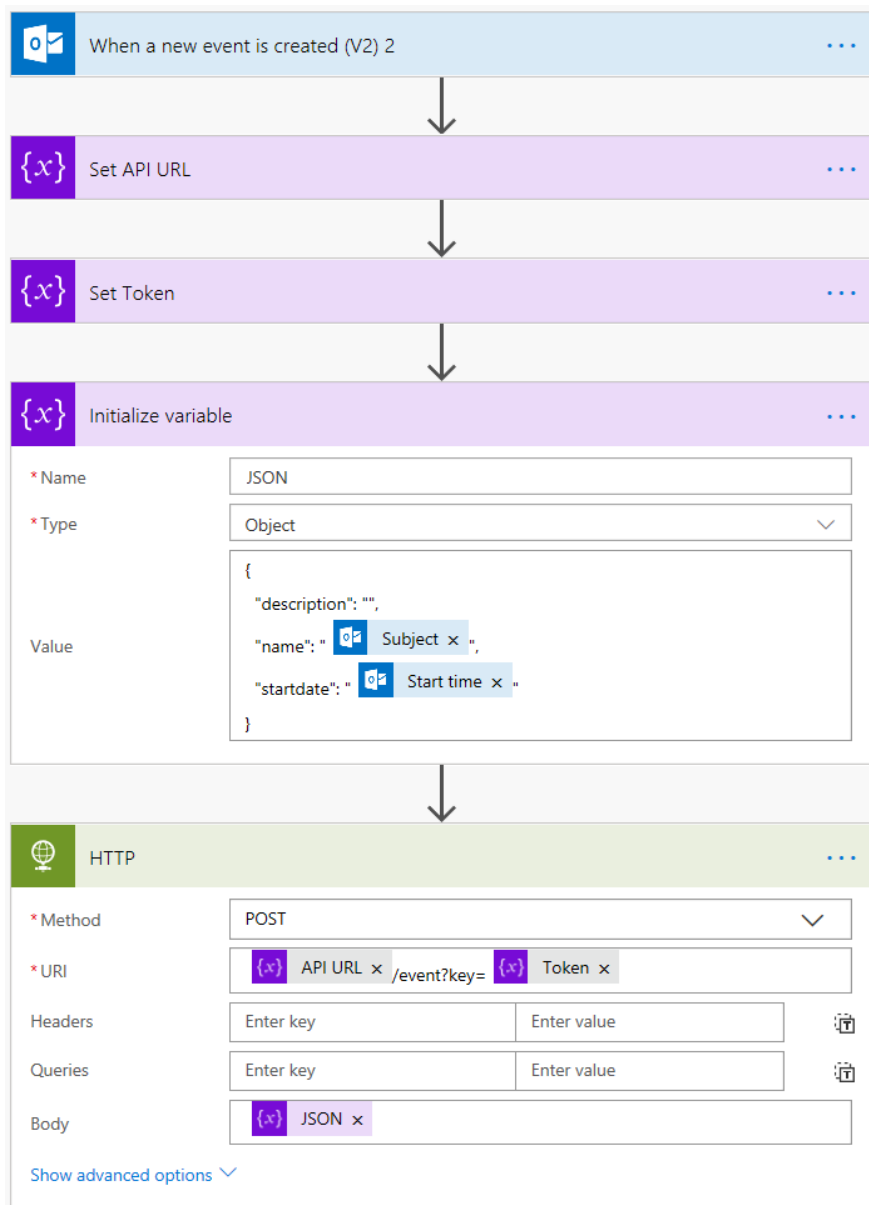 When a new event is created (V2) 2
{x} Set API URL
{x} Set Token
{x} Initialize variable
* Name JSON
* Type Object
Value
{
"description": "",
"name": " Subject × ",
"startdate": " Start time × "
}
HTTP
* Method POST
* URI {x} API URL × /event?key= {x} Token ×
Headers Enter key Enter value
Queries Enter key Enter value
Body {x} JSON ×
Show advanced options